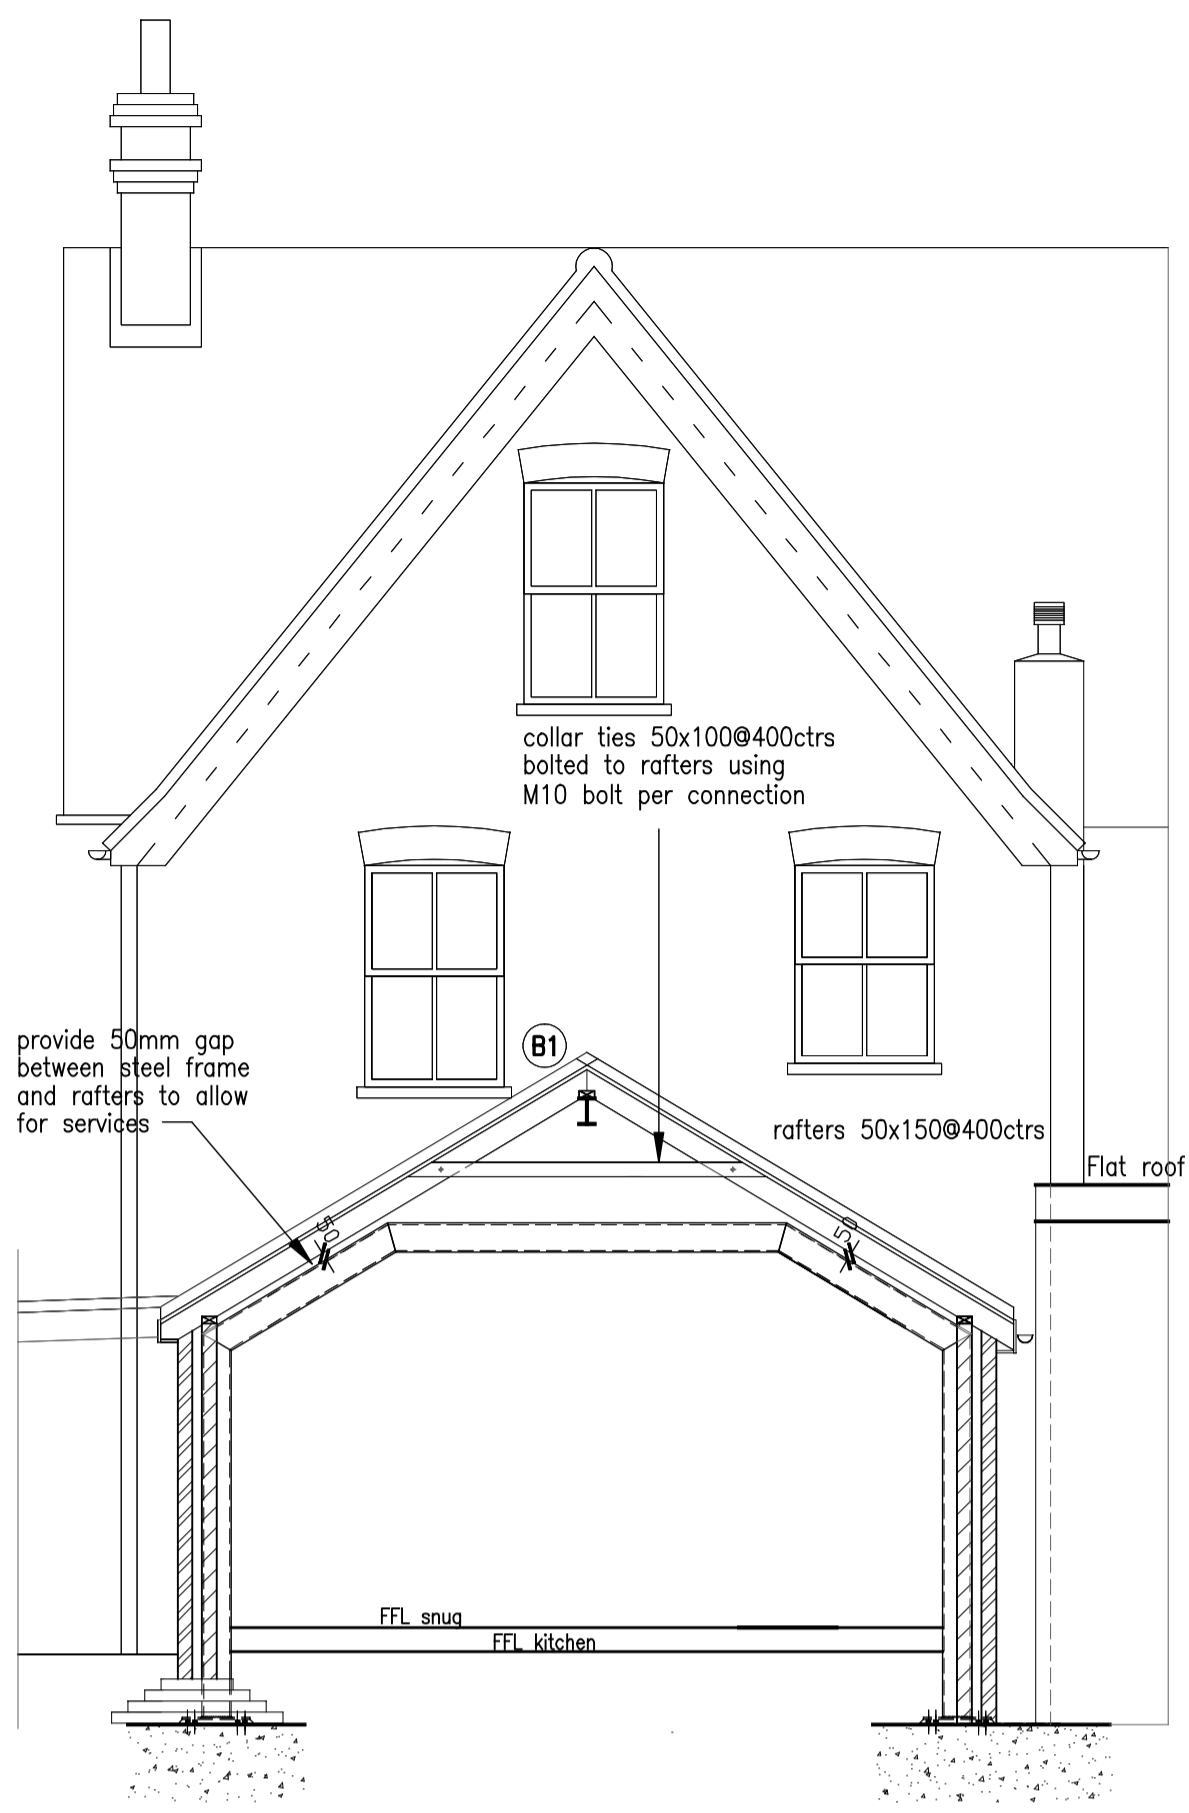 collar ties 50x100@400ctrs
bolted to rafters using
M10 bolt per connection
provide 50mm gap
between steel frame
and rafters to allow
for services
B1
rafters 50x150@400ctrs
Flat roof
50
50
FFL snug
FFL kitchen